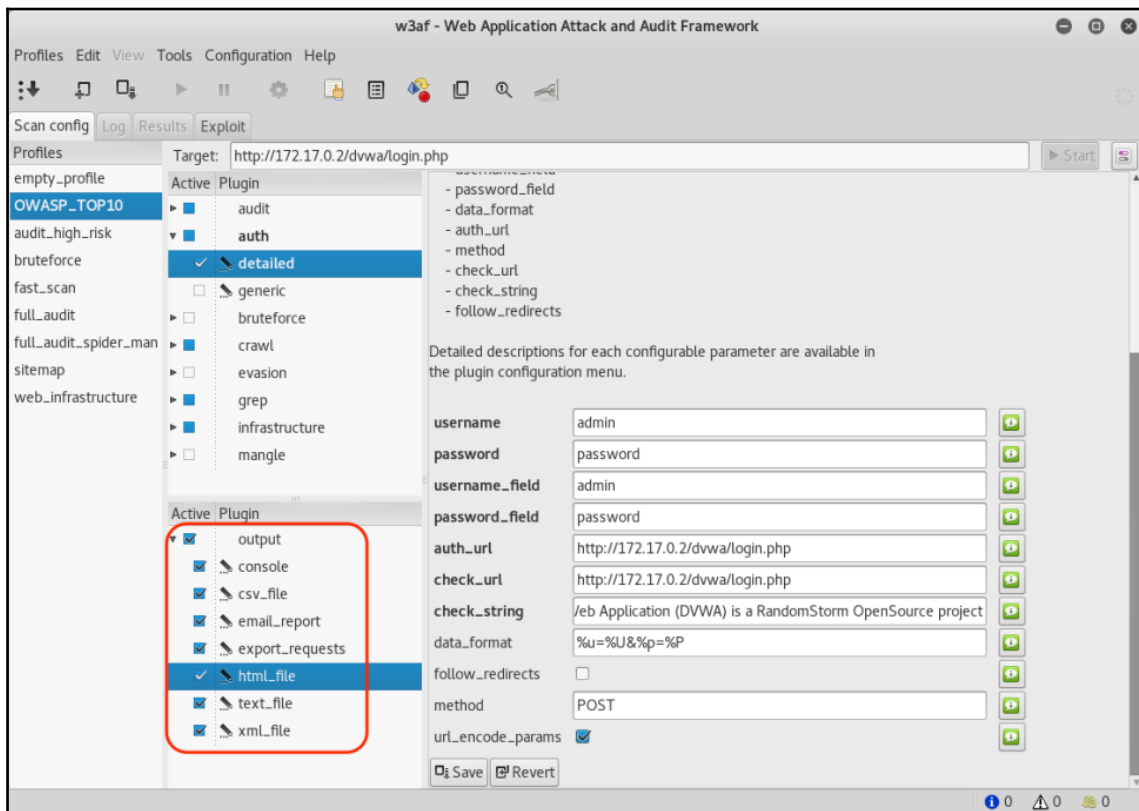 w3af - Web Application Attack and Audit Framework
Profiles Edit View Tools Configuration Help
Scan config Log Results Exploit
Profiles
empty_profile
OWASP_TOP10
audit_high_risk
bruteforce
fast_scan
full_audit
full_audit_spider_man
sitemap
web_infrastructure
Target: http://172.17.0.2/dvwa/login.php Start
Active Plugin
audit
auth
detailed
generic
bruteforce
crawl
evasion
grep
infrastructure
mangle
Active Plugin
output
console
csv_file
email_report
export_requests
html_file
text_file
xml_file
- username_field
- password_field
- data_format
- auth_url
- method
- check_url
- check_string
- follow_redirects
Detailed descriptions for each configurable parameter are available in
the plugin configuration menu.
username admin
password password
username_field admin
password_field password
auth_url http://172.17.0.2/dvwa/login.php
check_url http://172.17.0.2/dvwa/login.php
check_string /eb Application (DVWA) is a RandomStorm OpenSource project
data_format %u=%U&%p=%P
follow_redirects
method POST
url_encode_params
Save Revert
0 0 0